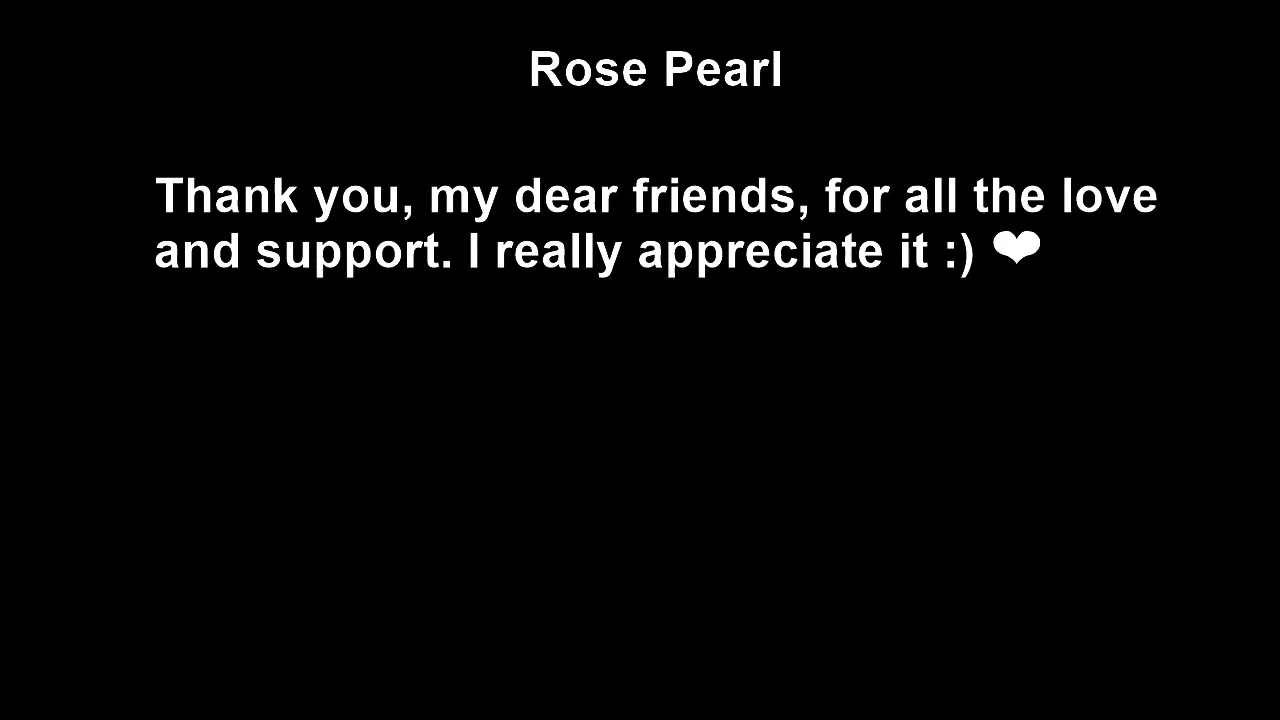 Rose Pearl
Thank you, my dear friends, for all the love
and support. I really appreciate it :) ❤